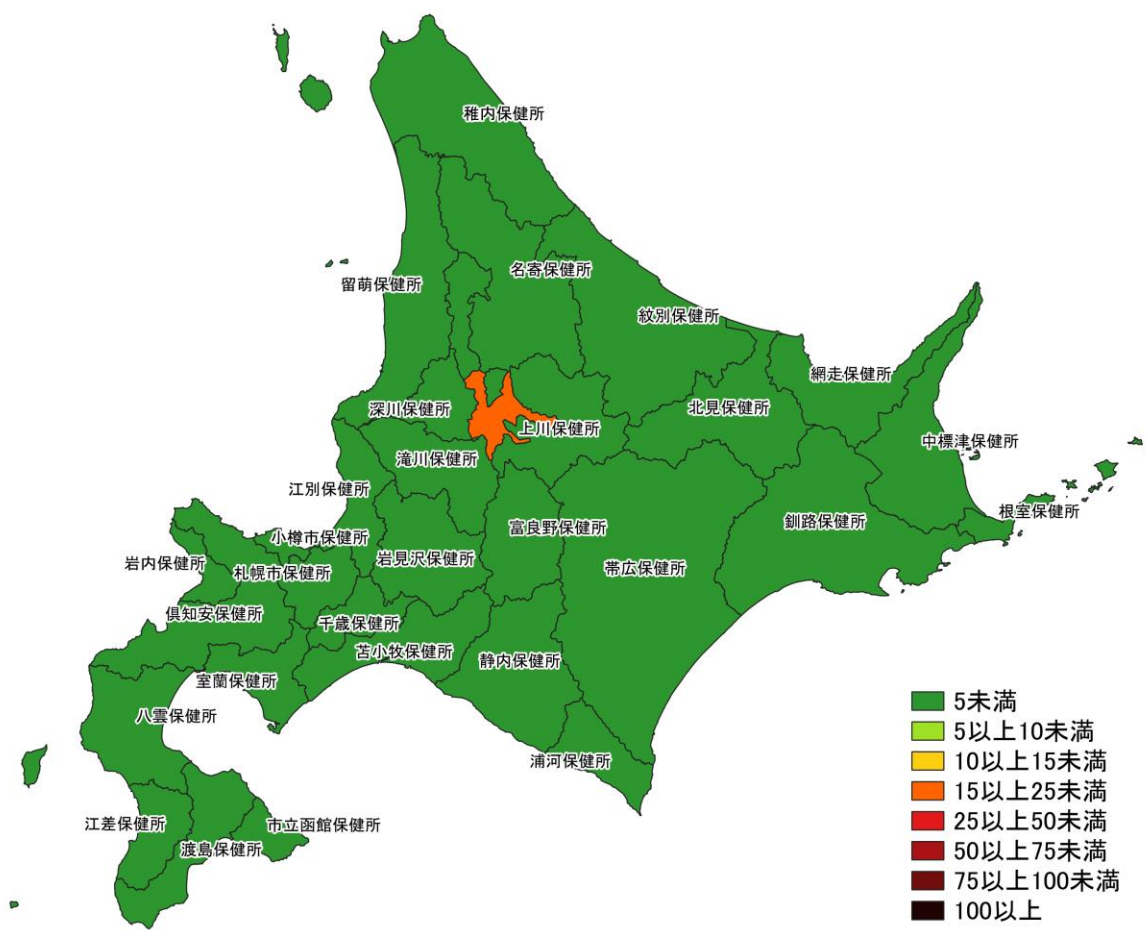 稚内保健所
名寄保健所
留萌保健所
紋別保健所
網走保健所
深川保健所
北見保健所
上川保健所
中標津保健所
滝川保健所
江別保健所
根室保健所
釧路保健所
富良野保健所
小樽市保健所
岩見沢保健所
岩内保健所
札幌市保健所
帯広保健所
倶知安保健所
千歳保健所
苫小牧保健所
静内保健所
室蘭保健所
八雲保健所
浦河保健所
江差保健所
市立函館保健所
渡島保健所
5未満
5以上10未満
10以上15未満
15以上25未満
25以上50未満
50以上75未満
75以上100未満
100以上